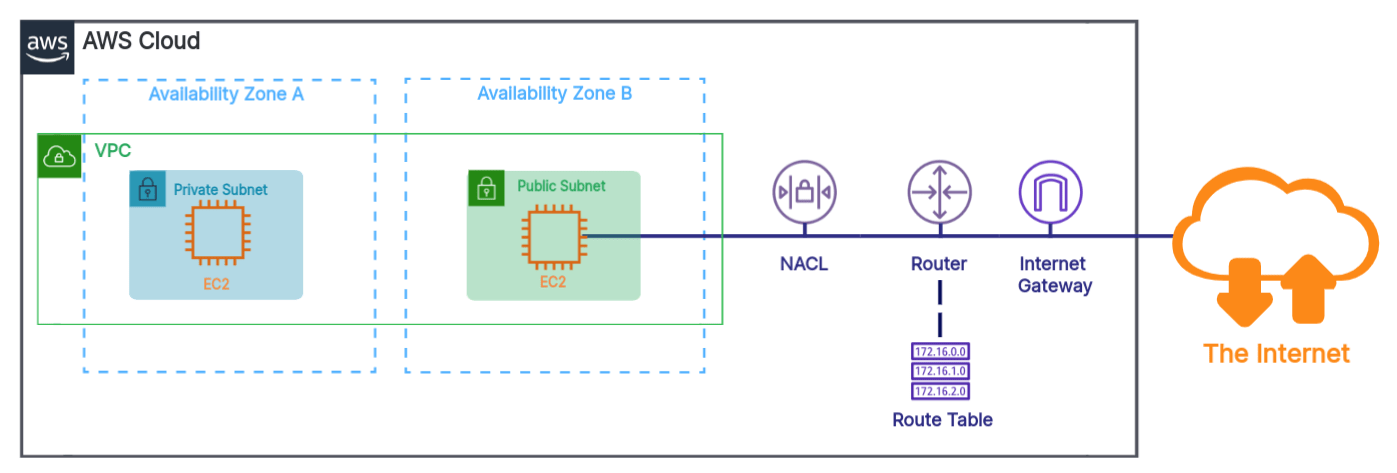 aws
AWS Cloud
Availability Zone A
Availability Zone B
VPC
Private Subnet
EC2
Public Subnet
EC2
NACL
Router
Internet
Gateway
172.16.0.0
172.16.1.0
172.16.2.0
Route Table
The Internet